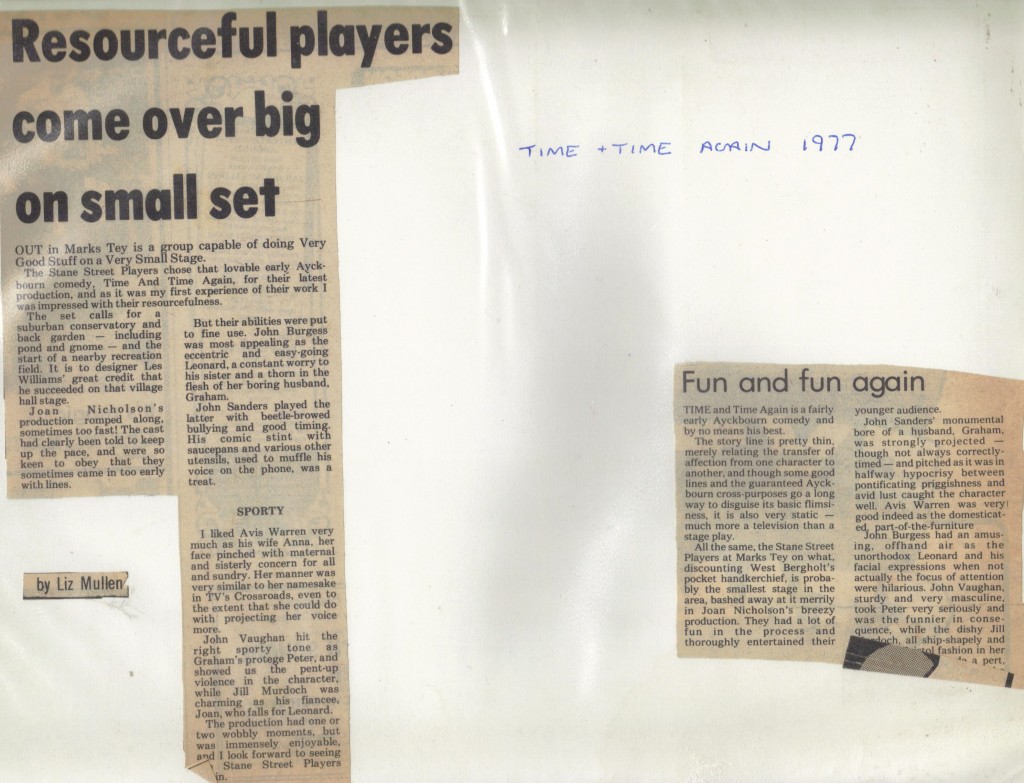 Resourceful players
come over big
on small set
OUT in Marks Tey is a group capable of doing Very
Good Stuff on a Very Small Stage.
The Stane Street Players chose that lovable early Ayck-
bourn comedy, Time And Time Again, for their latest
production, and as it was my first experience of their work I
was impressed with their resourcefulness.
The set calls for a
suburban conservatory and
back garden — including
pond and gnome — and the
start of a nearby recreation
field. It is to designer Les
Williams' great credit that
he succeeded on that village
hall stage.
Joan Nicholson's
production romped along,
sometimes too fast! The cast
had clearly been told to keep
up the pace, and were so
keen to obey that they
sometimes came in too early
with lines.
But their abilities were put
to fine use. John Burgess
was most appealing as the
eccentric and easy-going
Leonard, a constant worry to
his sister and a thorn in the
flesh of her boring husband,
Graham.
John Sanders played the
latter with beetle-browed
bullying and good timing.
His comic stint with
saucepans and various other
utensils, used to muffle his
voice on the phone, was a
treat.
SPORTY
I liked Avis Warren very
much as his wife Anna, her
face pinched with maternal
and sisterly concern for all
and sundry. Her manner was
very similar to her namesake
in TV's Crossroads, even to
the extent that she could do
with projecting her voice
more.
John Vaughan hit the
right sporty tone as
Graham's protege Peter, and
showed us the pent-up
violence in the character,
while Jill Murdoch was
charming as his fiancee,
Joan, who falls for Leonard.
The production had one or
two wobbly moments, but
was immensely enjoyable,
and I look forward to seeing
Stane Street Players
in.
by Liz Mullen
TIME + TIME AGAIN 1977
Fun and fun again
TIME and Time Again is a fairly
early Ayckbourn comedy and
by no means his best.
The story line is pretty thin,
merely relating the transfer of
affection from one character to
another, and though some good
lines and the guaranteed Ayck-
bourn cross-purposes go a long
way to disguise its basic flimsi-
ness, it is also very static —
much more a television than a
stage play.
All the same, the Stane Street
Players at Marks Tey on what,
discounting West Bergholt's
pocket handkerchief, is proba-
bly the smallest stage in the
area, bashed away at it merrily
in Joan Nicholson's breezy
production. They had a lot of
fun in the process and
thoroughly entertained their
younger audience.
John Sanders' monumental
bore of a husband, Graham,
was strongly projected —
though not always correctly-
timed — and pitched as it was in
halfway hypocrisy between
pontificating priggishness and
avid lust caught the character
well. Avis Warren was very
good indeed as the domesticat-
ed, part-of-the-furniture
John Burgess had an amus-
ing, offhand air as the
unorthodox Leonard and his
facial expressions when not
actually the focus of attention
were hilarious. John Vaughan,
sturdy and very masculine,
took Peter very seriously and
was the funnier in conse-
quence, while the dishy Jill
doch, all ship-shapely and
tol fashion in her
a pert,